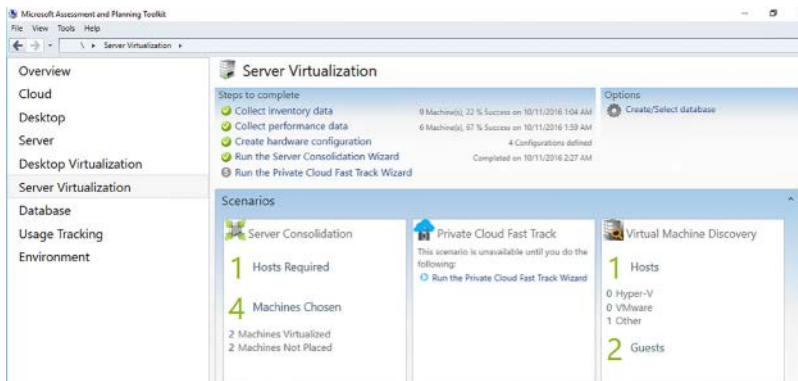 Microsoft Assessment and Planning Toolkit
File View Tools Help
\ ▸ Server Virtualization ▸
Overview
Cloud
Desktop
Server
Desktop Virtualization
Server Virtualization
Database
Usage Tracking
Environment
Server Virtualization
Steps to complete
Collect inventory data 9 Machine(s), 22 % Success on 10/11/2016 1:04 AM
Collect performance data 6 Machine(s), 67 % Success on 10/11/2016 1:59 AM
Create hardware configuration 4 Configurations defined
Run the Server Consolidation Wizard Completed on 10/11/2016 2:27 AM
Run the Private Cloud Fast Track Wizard
Options
Create/Select database
Scenarios
Server Consolidation
1 Hosts Required
4 Machines Chosen
2 Machines Virtualized
2 Machines Not Placed
Private Cloud Fast Track
This scenario is unavailable until you do the
following:
Run the Private Cloud Fast Track Wizard
Virtual Machine Discovery
1 Hosts
0 Hyper-V
0 VMware
1 Other
2 Guests